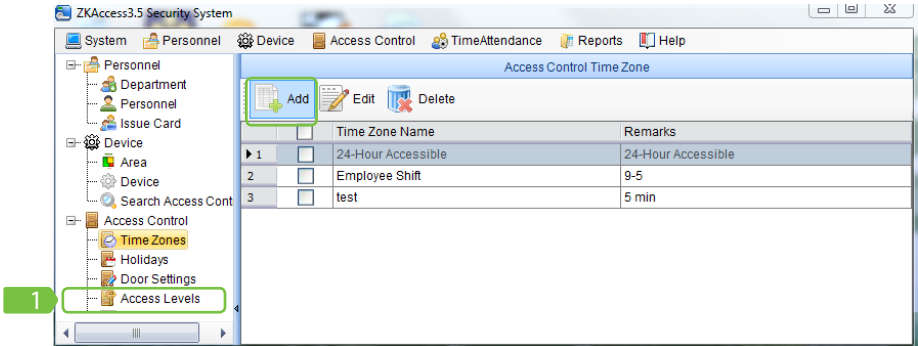 ZKAccess3.5 Security System
System Personnel Device Access Control TimeAttendance Reports Help
Personnel
Department
Personnel
Issue Card
Device
Area
Device
Search Access Cont
Access Control
Time Zones
Holidays
Door Settings
1 Access Levels
Access Control Time Zone
Add Edit Delete
Time Zone Name Remarks
1 24-Hour Accessible 24-Hour Accessible
2 Employee Shift 9-5
3 test 5 min